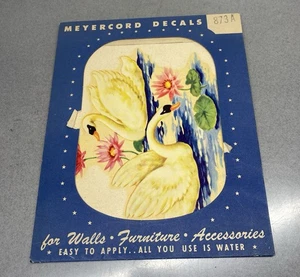 MEYERCORD DECALS
873A
for Walls · Furniture · Accessories
EASY TO APPLY..ALL YOU USE IS WATER